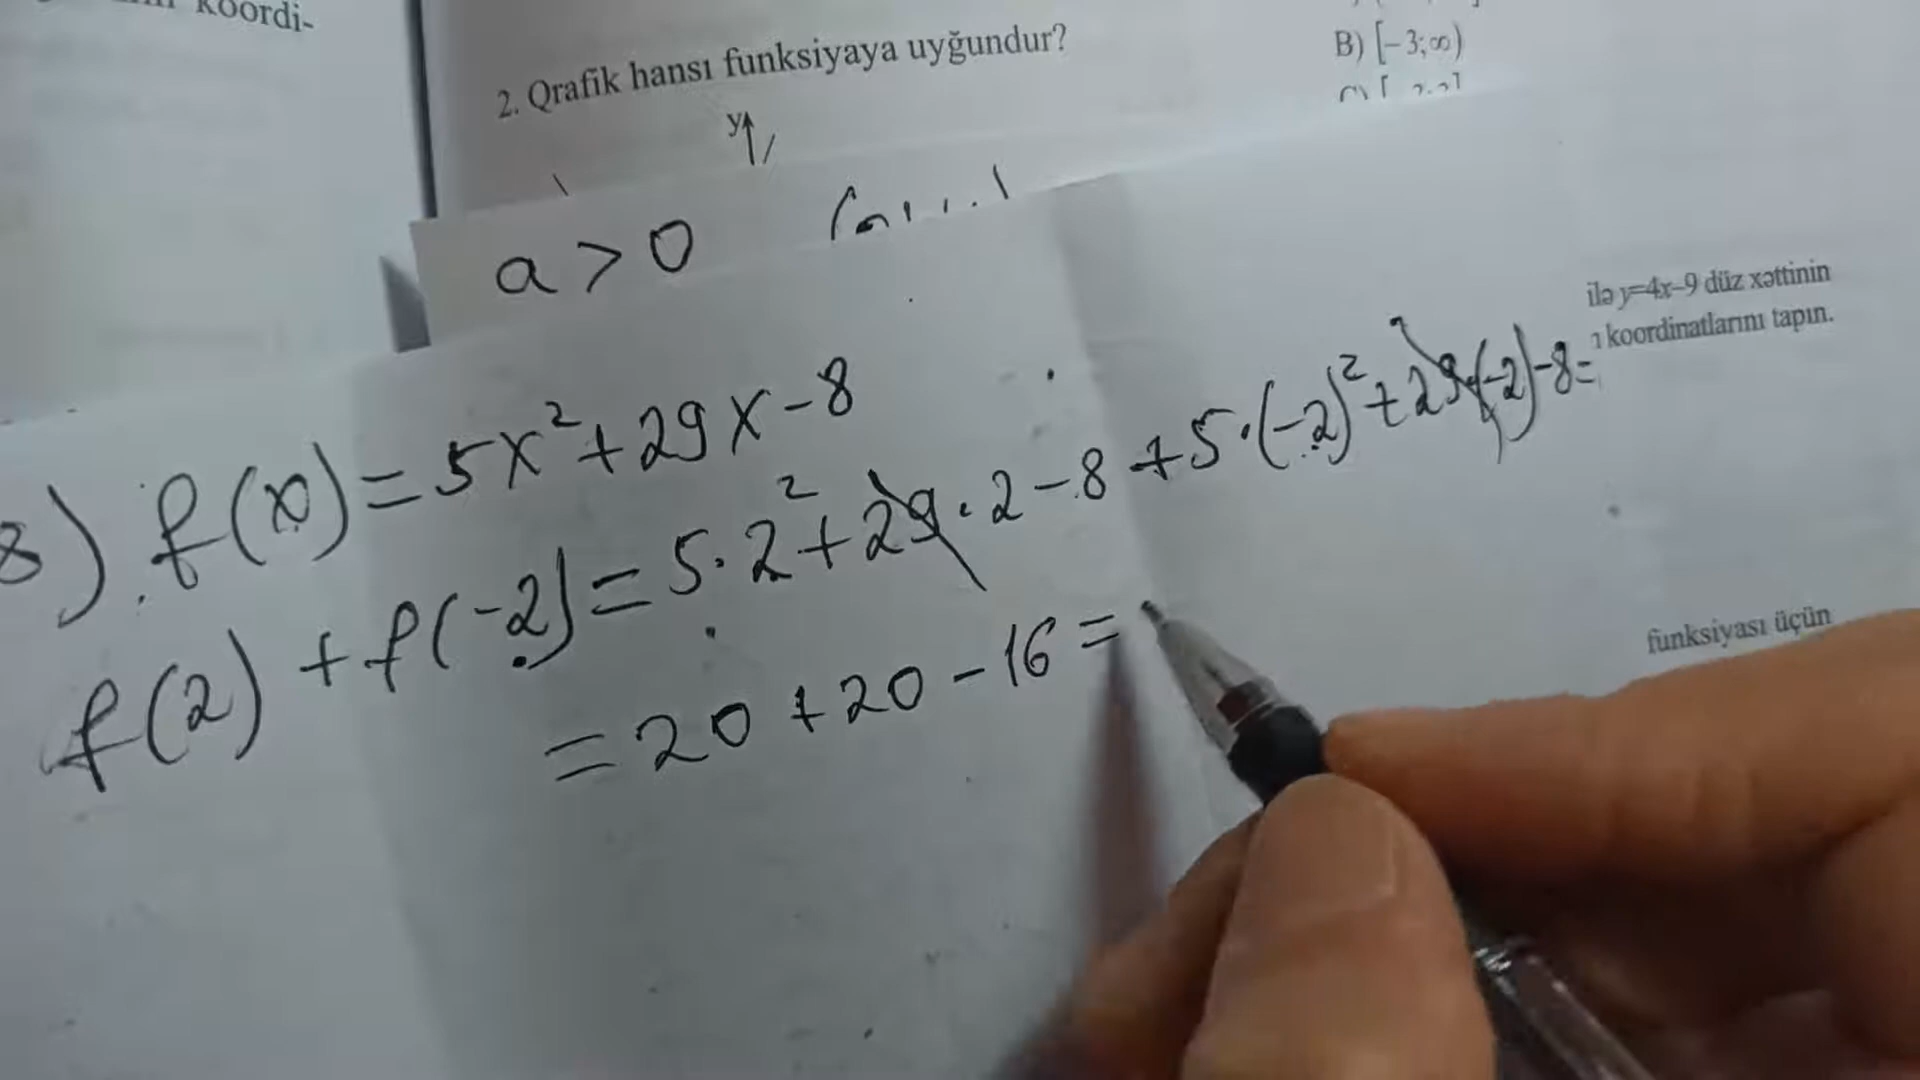 koordi-
2. Qrafik hansı funksiyaya uyğundur?
B) [-3;∞)
y
a > 0
ilə y=4x-9 düz xəttinin
koordinatlarını tapın.
8) f(x) = 5x² + 29x - 8
f(2) + f(-2) = 5·2² + 29·2 - 8 + 5·(-2)² + 29·(-2) - 8 =
= 20 + 20 - 16 =
funksiyası üçün